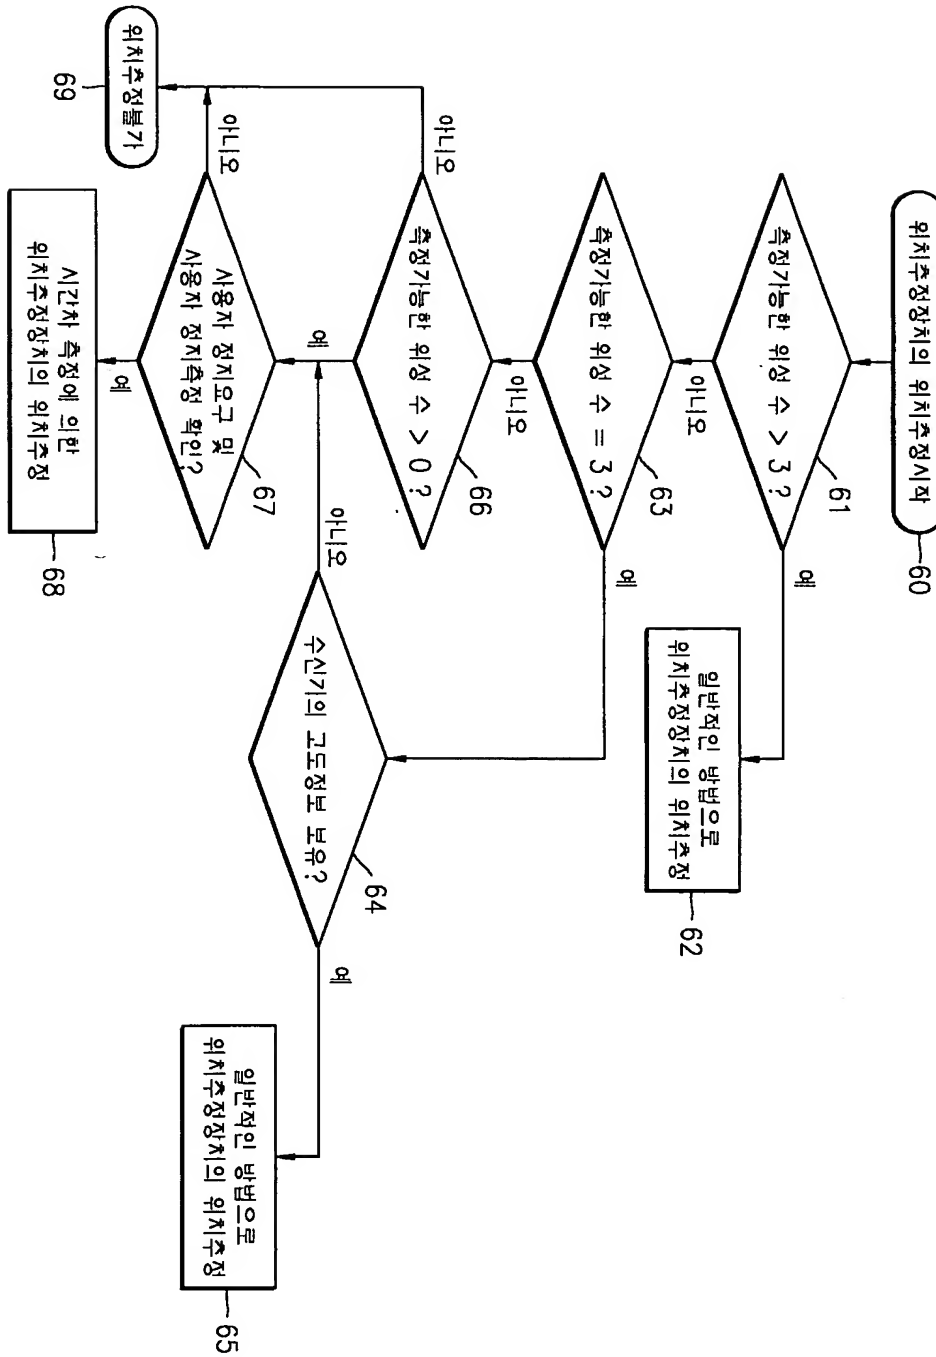 위치추정장치의 위치추정시작
60
측정가능한 위성 수 > 3 ?
61
예
아니오
일반적인 방법으로
위치추정장치의 위치추정
62
측정가능한 위성 수 = 3 ?
63
예
아니오
수신기의 고도정보 보유?
64
예
아니오
일반적인 방법으로
위치추정장치의 위치추정
65
측정가능한 위성 수 > 0 ?
66
아니오
예
사용자 정지요구 및
사용자 정지측정 확인?
67
아니오
예
시간차 측정에 의한
위치추정장치의 위치추정
68
위치추정불가
69